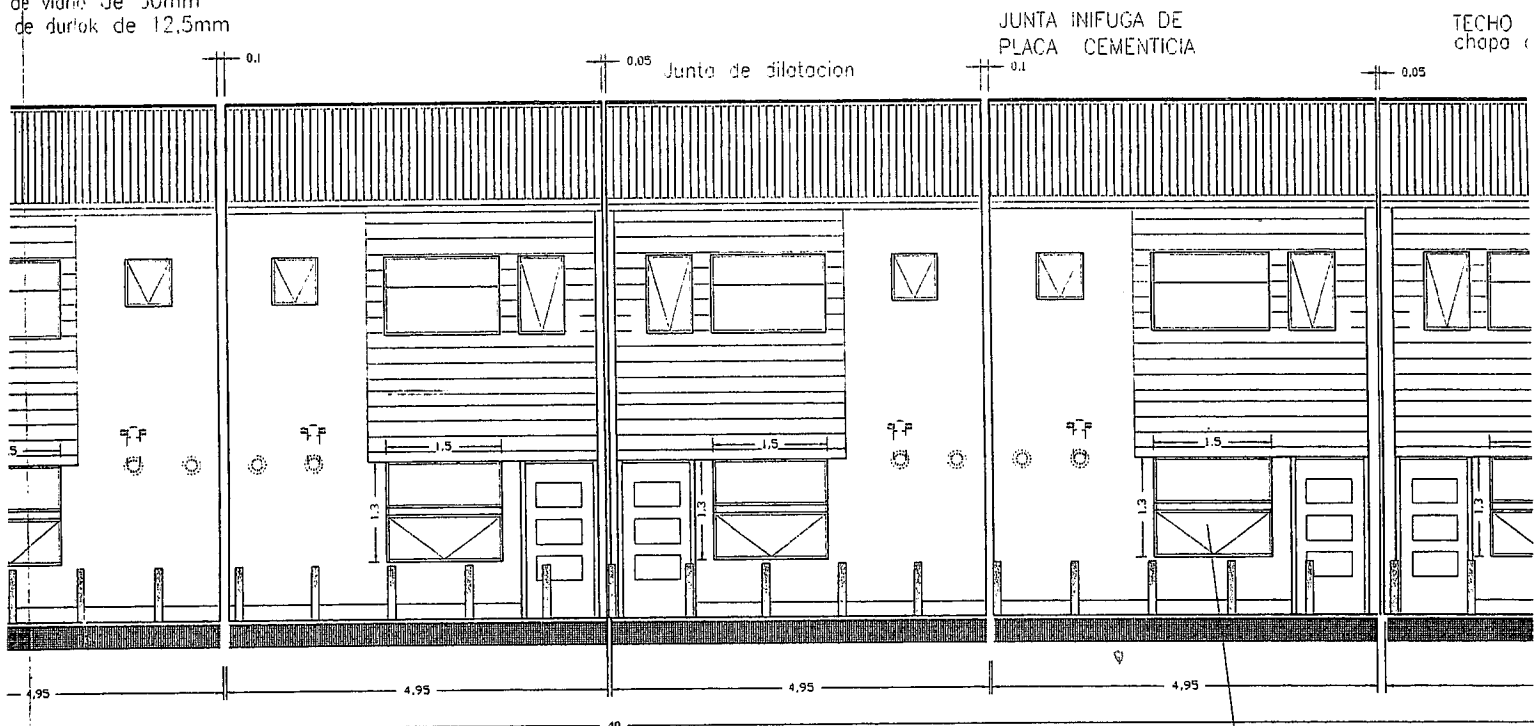 de vidrio de 50mm
de durlok de 12,5mm
JUNTA INIFUGA DE
PLACA CEMENTICIA
TECHO
chapa
0.1
0,05
Junta de dilatacion
0.1
0,05
1,5
1,5
1,5
1,3
1,3
1,3
1,3
4,95
4,95
4,95
4,95
40